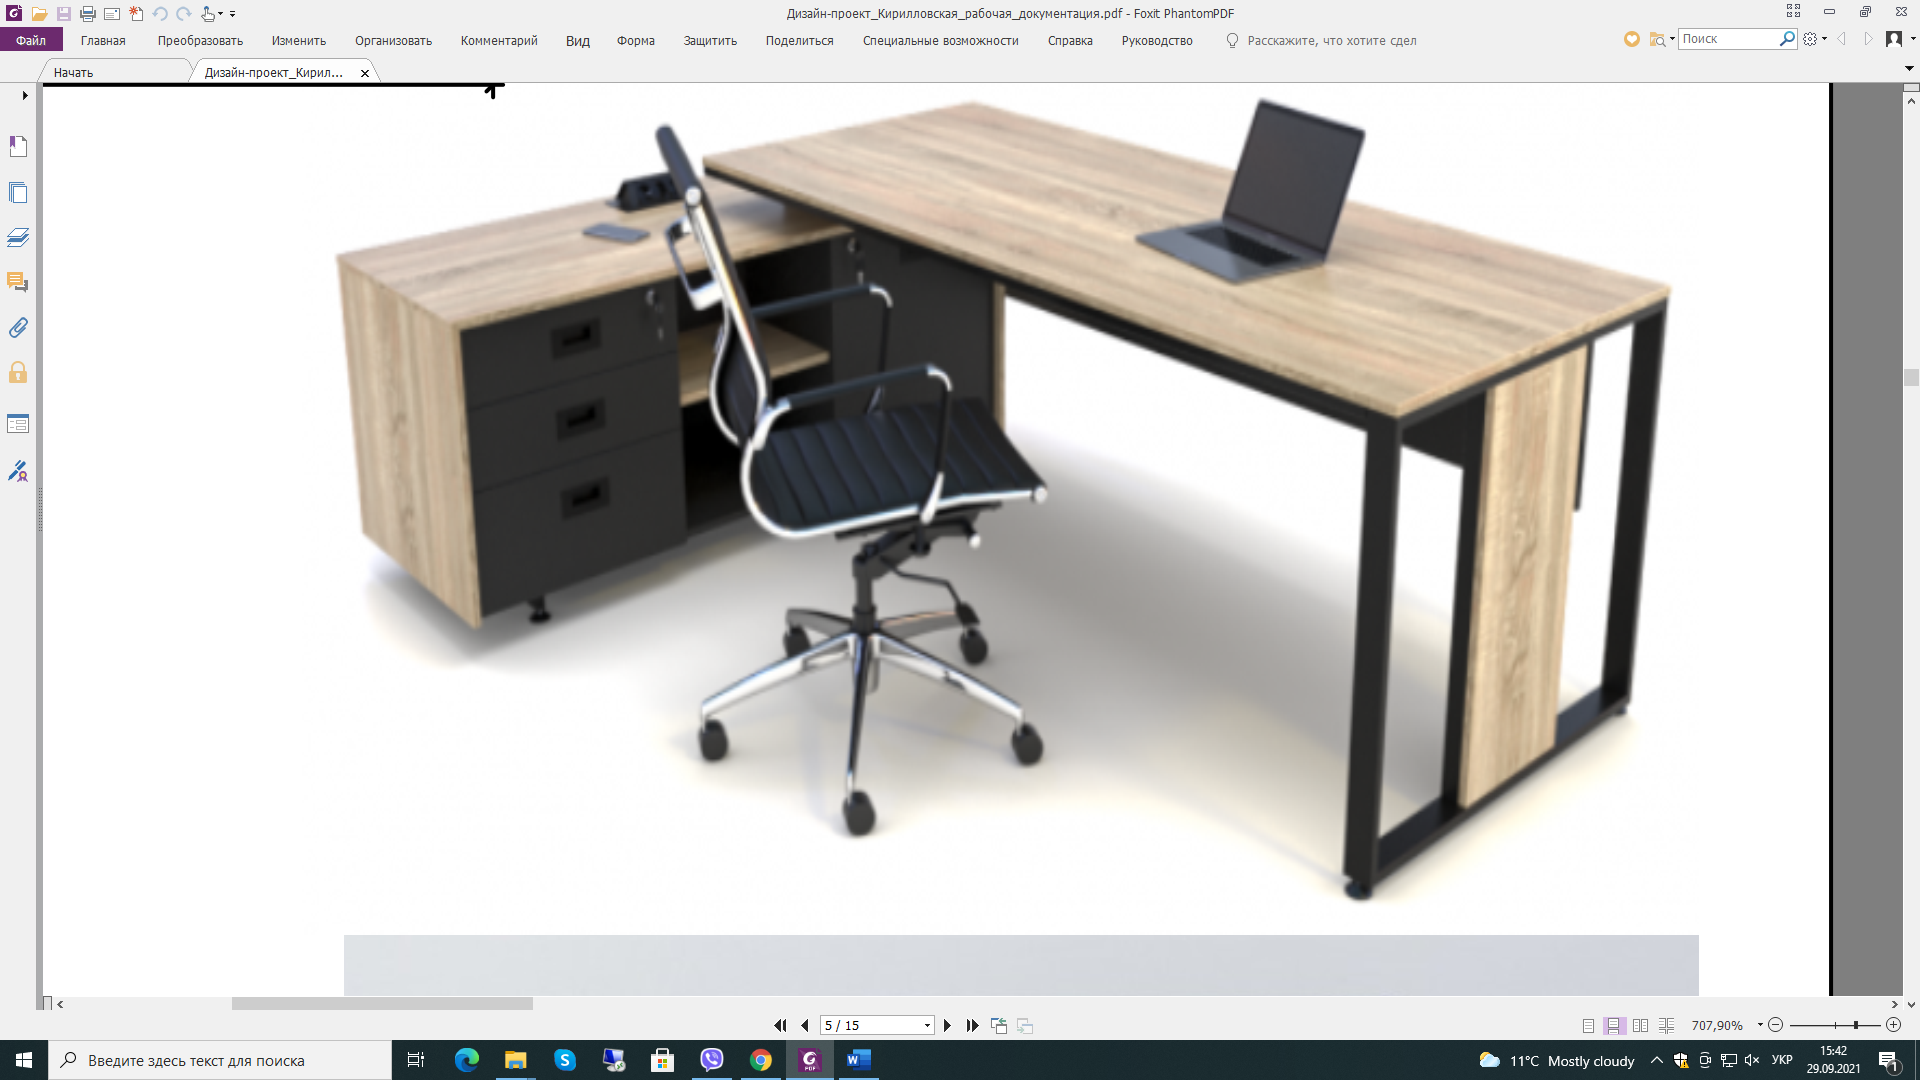 Дизайн-проект_Кирилловская_рабочая_документация.pdf - Foxit PhantomPDF
Файл Главная Преобразовать Изменить Организовать Комментарий Вид Форма Защитить Поделиться Специальные возможности Справка Руководство Расскажите, что хотите сдел Поиск
Начать Дизайн-проект_Кирил...
5 / 15
707,90%
Введите здесь текст для поиска
11°C Mostly cloudy
УКР
15:42
29.09.2021
1